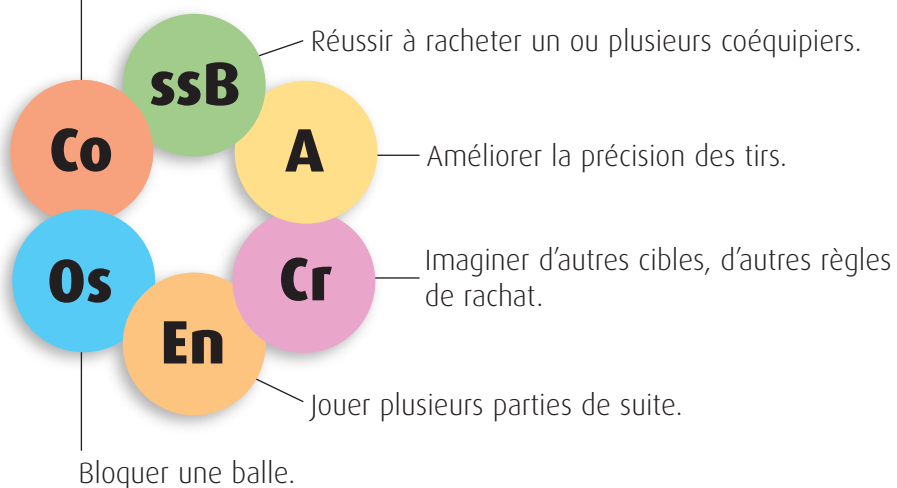 ssB
Réussir à racheter un ou plusieurs coéquipiers.
Co
A
Améliorer la précision des tirs.
Os
Cr
Imaginer d'autres cibles, d'autres règles
de rachat.
En
Jouer plusieurs parties de suite.
Bloquer une balle.